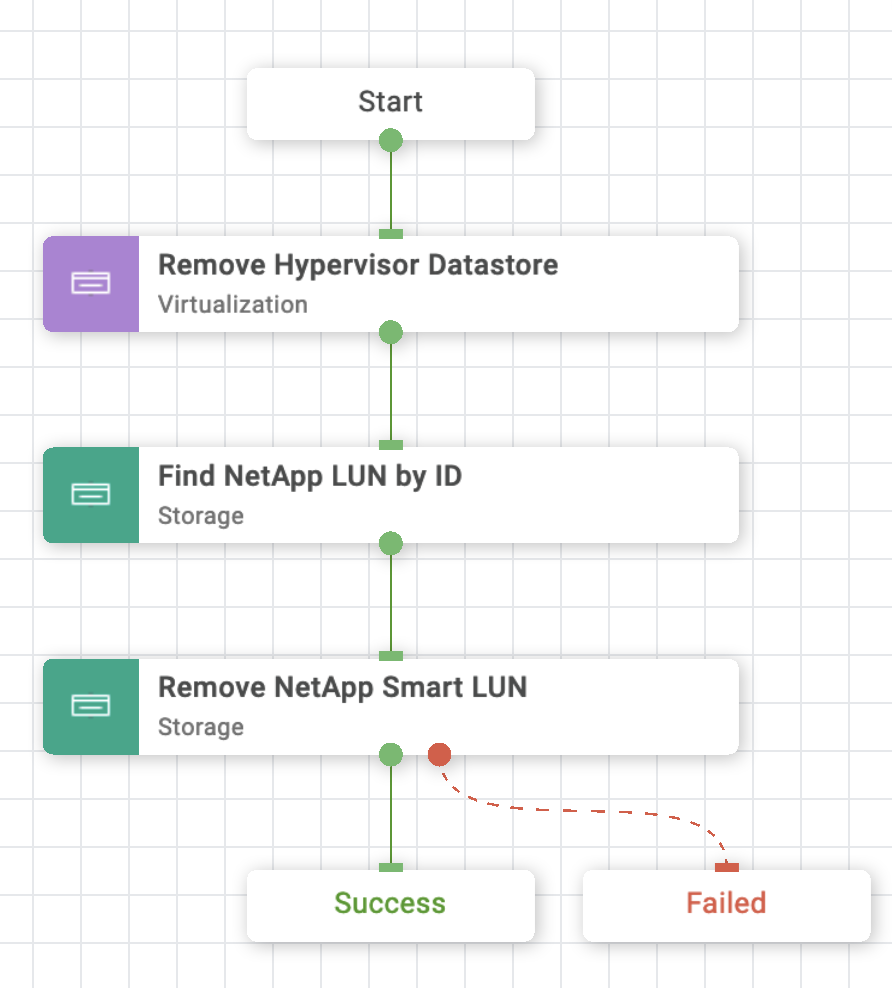 Start
Remove Hypervisor Datastore
Virtualization
Find NetApp LUN by ID
Storage
Remove NetApp Smart LUN
Storage
Success
Failed